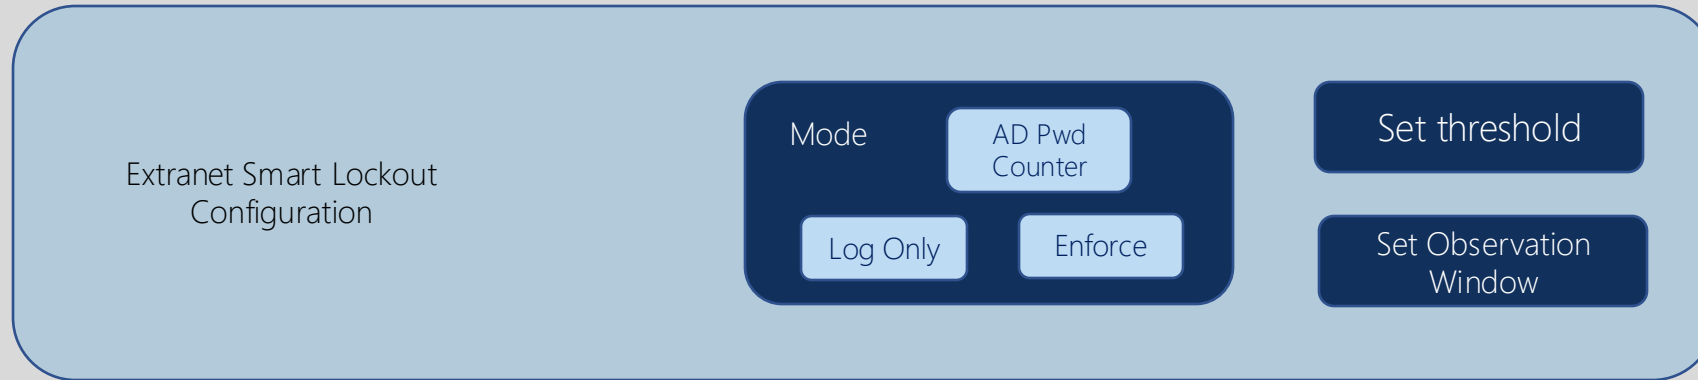 Extranet Smart Lockout
Configuration
Mode
AD Pwd
Counter
Log Only
Enforce
Set threshold
Set Observation
Window